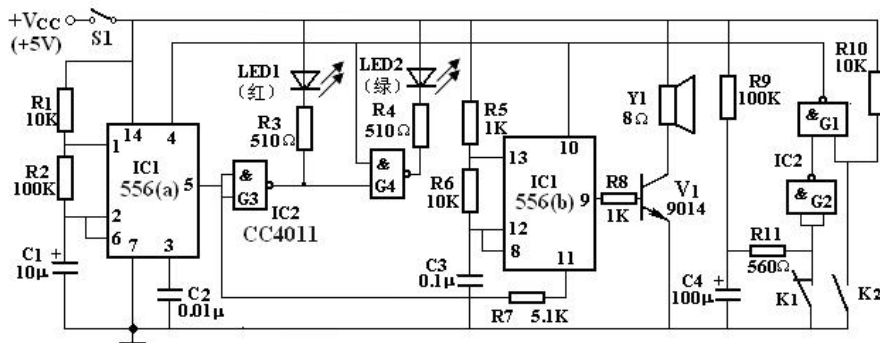 +VCC
(+5V)
S1
R1
10K
R2
100K
C1
10μ
14
4
1
2
6
7
3
5
IC1
556(a)
C2
0.01μ
LED1
(红)
R3
510Ω
&
G3
IC2
CC4011
LED2
(绿)
R4
510Ω
&
G4
R5
1K
R6
10K
C3
0.1μ
13
10
12
8
11
9
IC1
556(b)
R7 5.1K
R8
1K
Y1
8Ω
V1
9014
R9
100K
C4
100μ
R11
560Ω
&
G1
IC2
&
G2
R10
10K
K1
K2
+
+